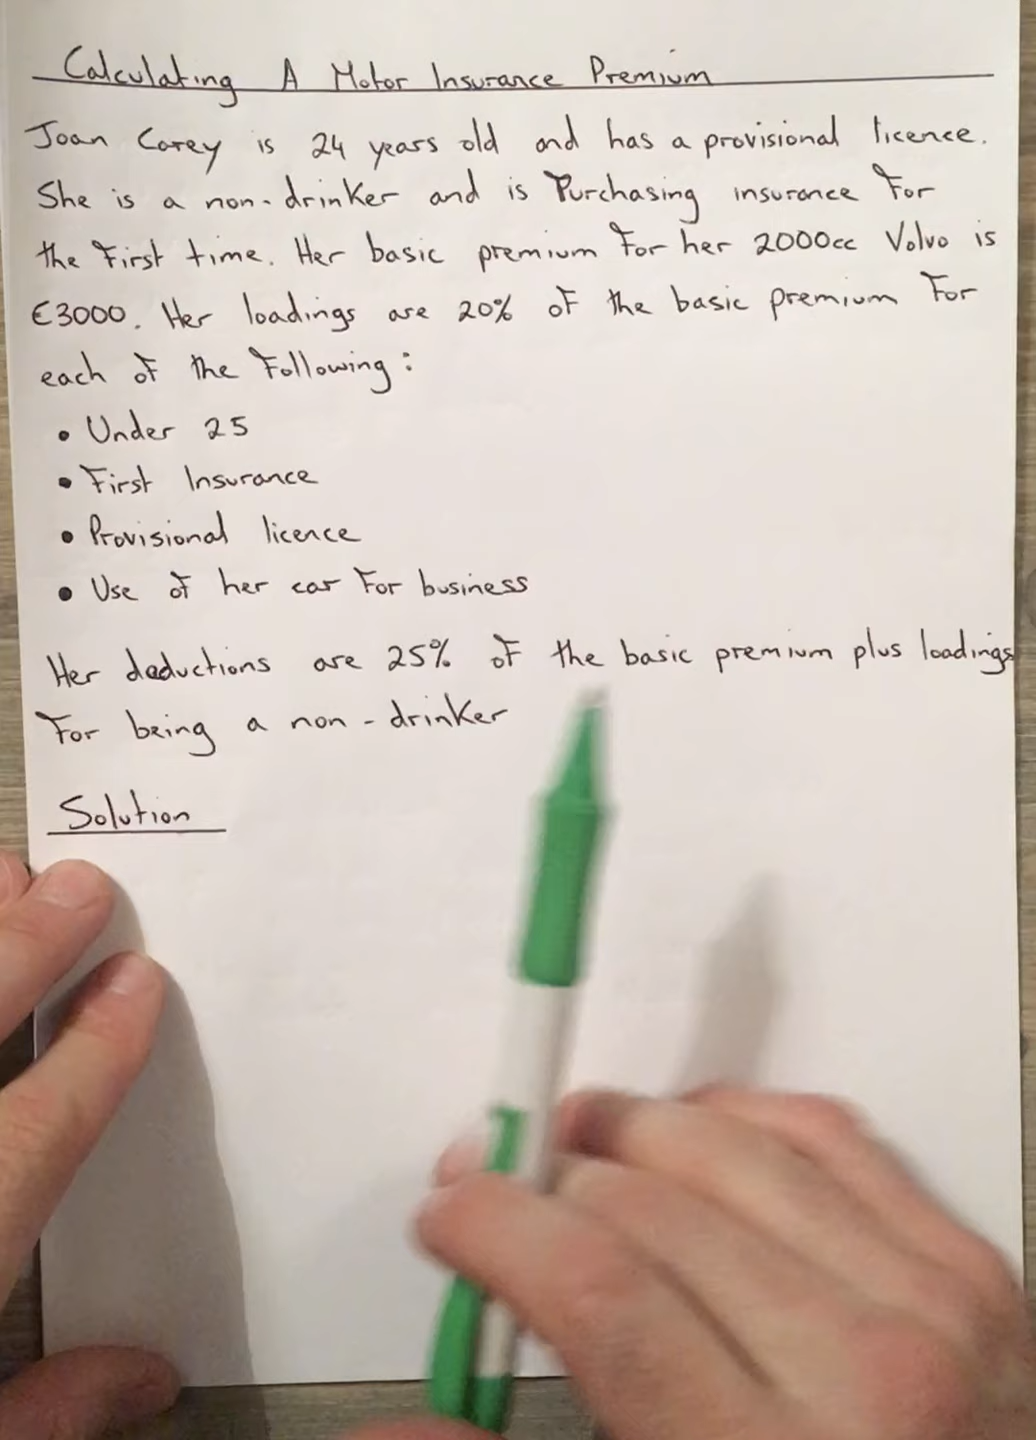 Calculating A Motor Insurance Premium
Joan Carey is 24 years old and has a provisional licence.
She is a non-drinker and is Purchasing insurance For
the First time. Her basic premium For her 2000cc Volvo is
€3000. Her loadings are 20% of the basic premium For
each of the Following:
• Under 25
• First Insurance
• Provisional licence
• Use of her car For business
Her deductions are 25% of the basic premium plus loadings
For being a non-drinker
Solution